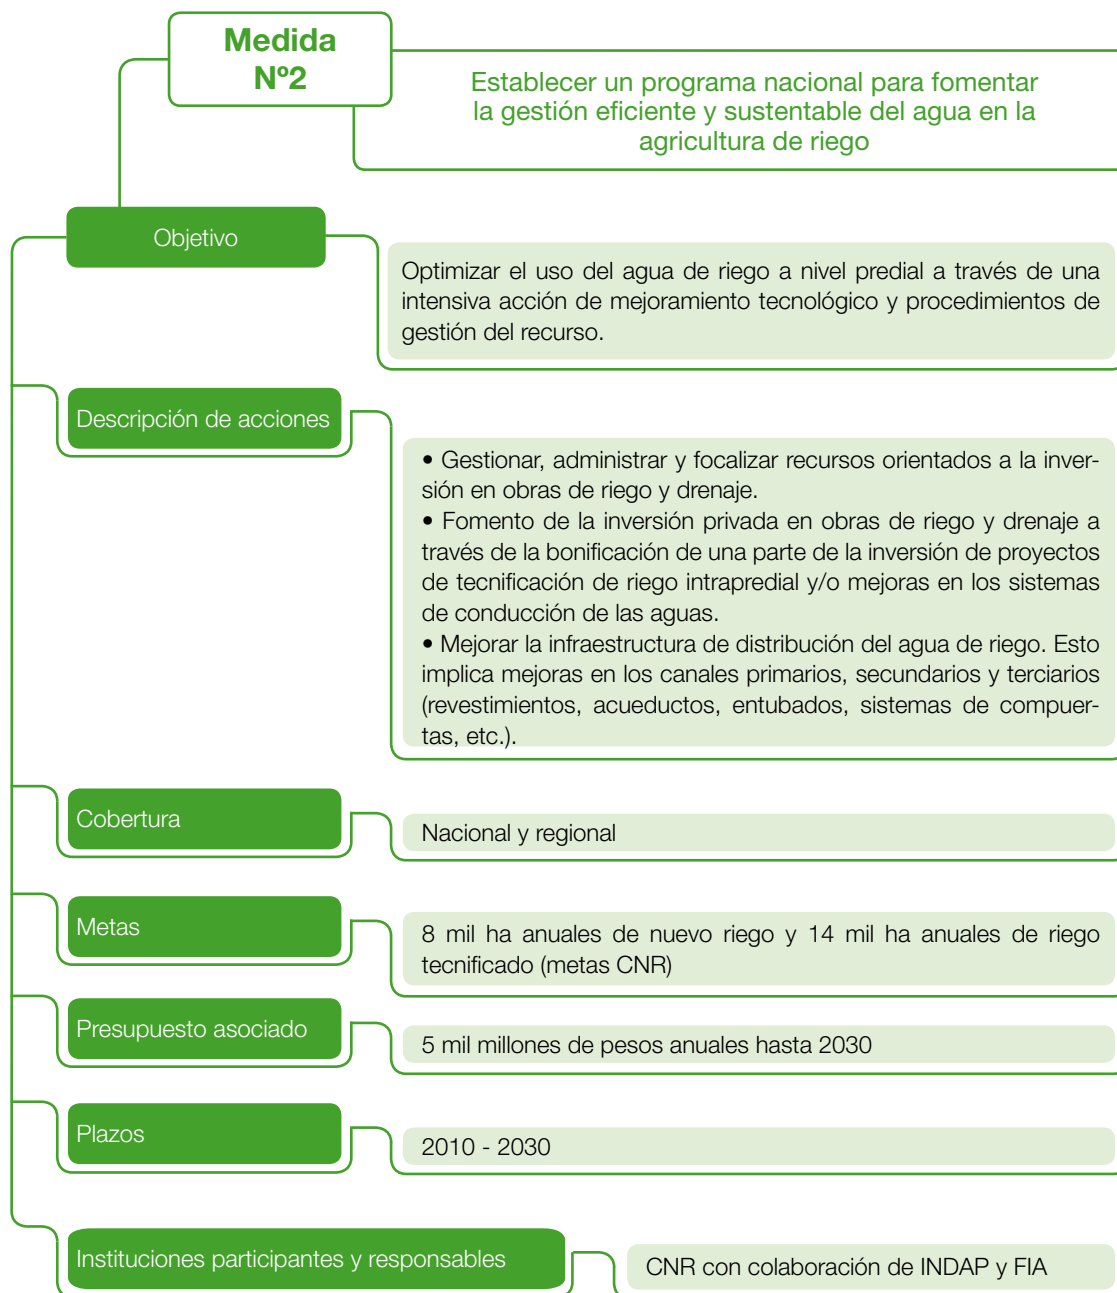 Medida
Nº2
Establecer un programa nacional para fomentar
la gestión eficiente y sustentable del agua en la
agricultura de riego
Objetivo
Optimizar el uso del agua de riego a nivel predial a través de una
intensiva acción de mejoramiento tecnológico y procedimientos de
gestión del recurso.
Descripción de acciones
• Gestionar, administrar y focalizar recursos orientados a la inver-
sión en obras de riego y drenaje.
• Fomento de la inversión privada en obras de riego y drenaje a
través de la bonificación de una parte de la inversión de proyectos
de tecnificación de riego intrapredial y/o mejoras en los sistemas
de conducción de las aguas.
• Mejorar la infraestructura de distribución del agua de riego. Esto
implica mejoras en los canales primarios, secundarios y terciarios
(revestimientos, acueductos, entubados, sistemas de compuer-
tas, etc.).
Cobertura
Nacional y regional
Metas
8 mil ha anuales de nuevo riego y 14 mil ha anuales de riego
tecnificado (metas CNR)
Presupuesto asociado
5 mil millones de pesos anuales hasta 2030
Plazos
2010 - 2030
Instituciones participantes y responsables
CNR con colaboración de INDAP y FIA